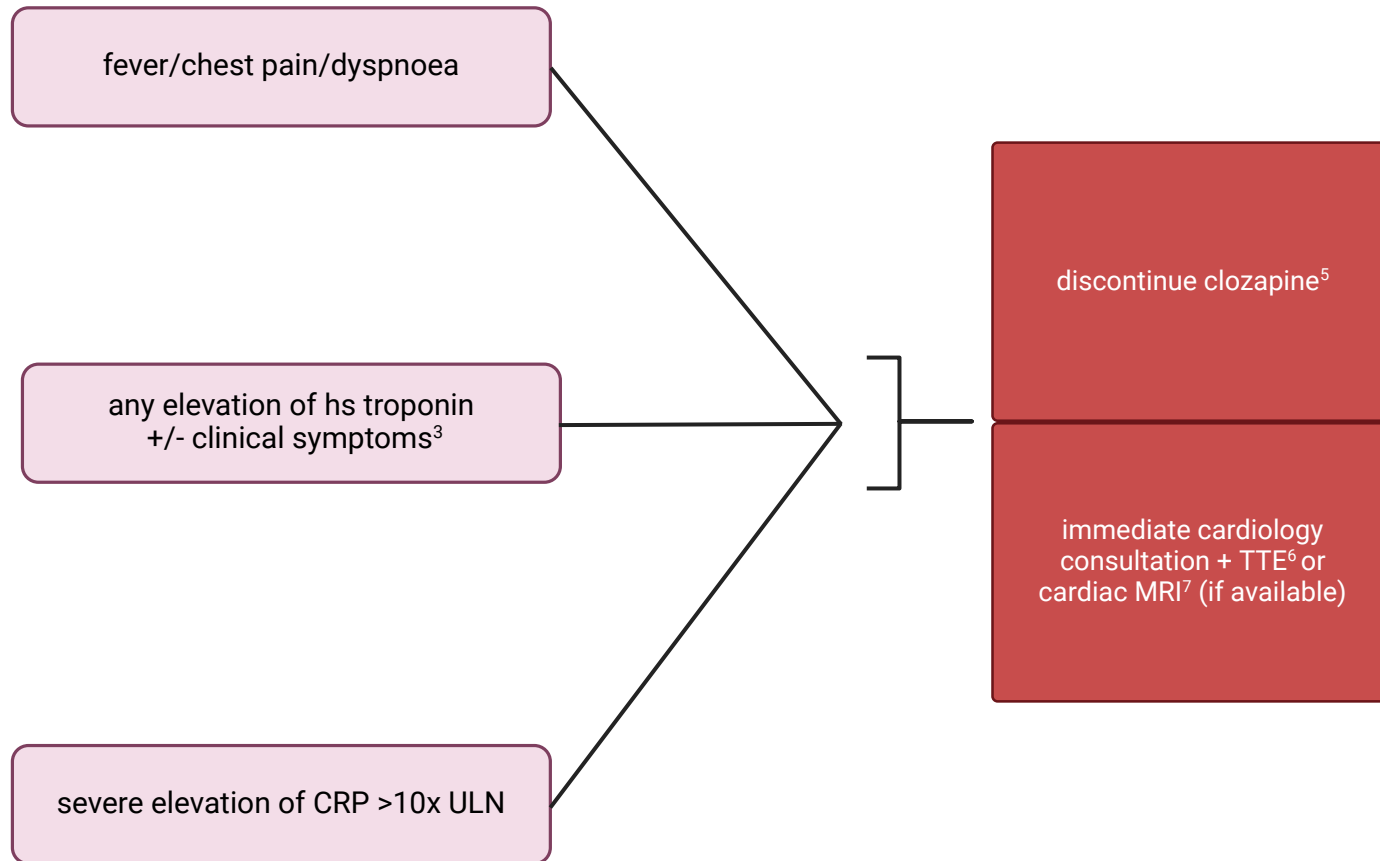 fever/chest pain/dyspnoea
any elevation of hs troponin
+/- clinical symptoms³
severe elevation of CRP >10x ULN
discontinue clozapine⁵
immediate cardiology
consultation + TTE⁶ or
cardiac MRI⁷ (if available)